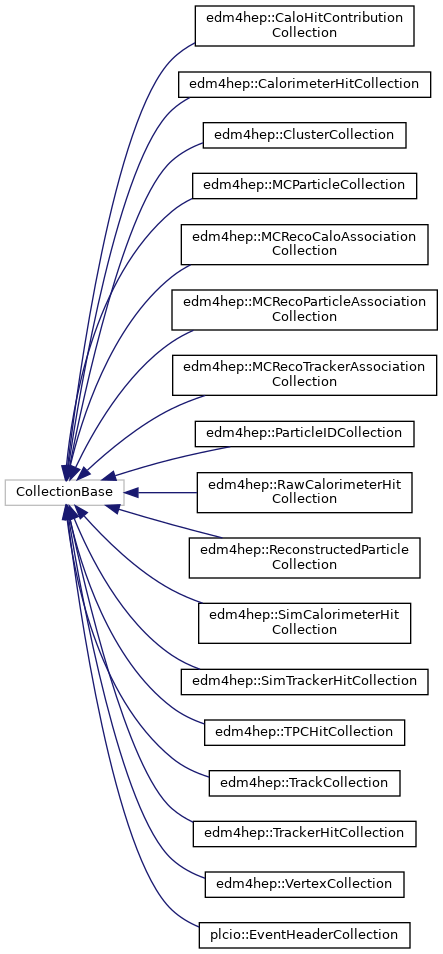 edm4hep::CaloHitContribution
Collection
edm4hep::CalorimeterHitCollection
edm4hep::ClusterCollection
edm4hep::MCParticleCollection
edm4hep::MCRecoCaloAssociation
Collection
edm4hep::MCRecoParticleAssociation
Collection
edm4hep::MCRecoTrackerAssociation
Collection
edm4hep::ParticleIDCollection
CollectionBase
edm4hep::RawCalorimeterHit
Collection
edm4hep::ReconstructedParticle
Collection
edm4hep::SimCalorimeterHit
Collection
edm4hep::SimTrackerHitCollection
edm4hep::TPCHitCollection
edm4hep::TrackCollection
edm4hep::TrackerHitCollection
edm4hep::VertexCollection
plcio::EventHeaderCollection